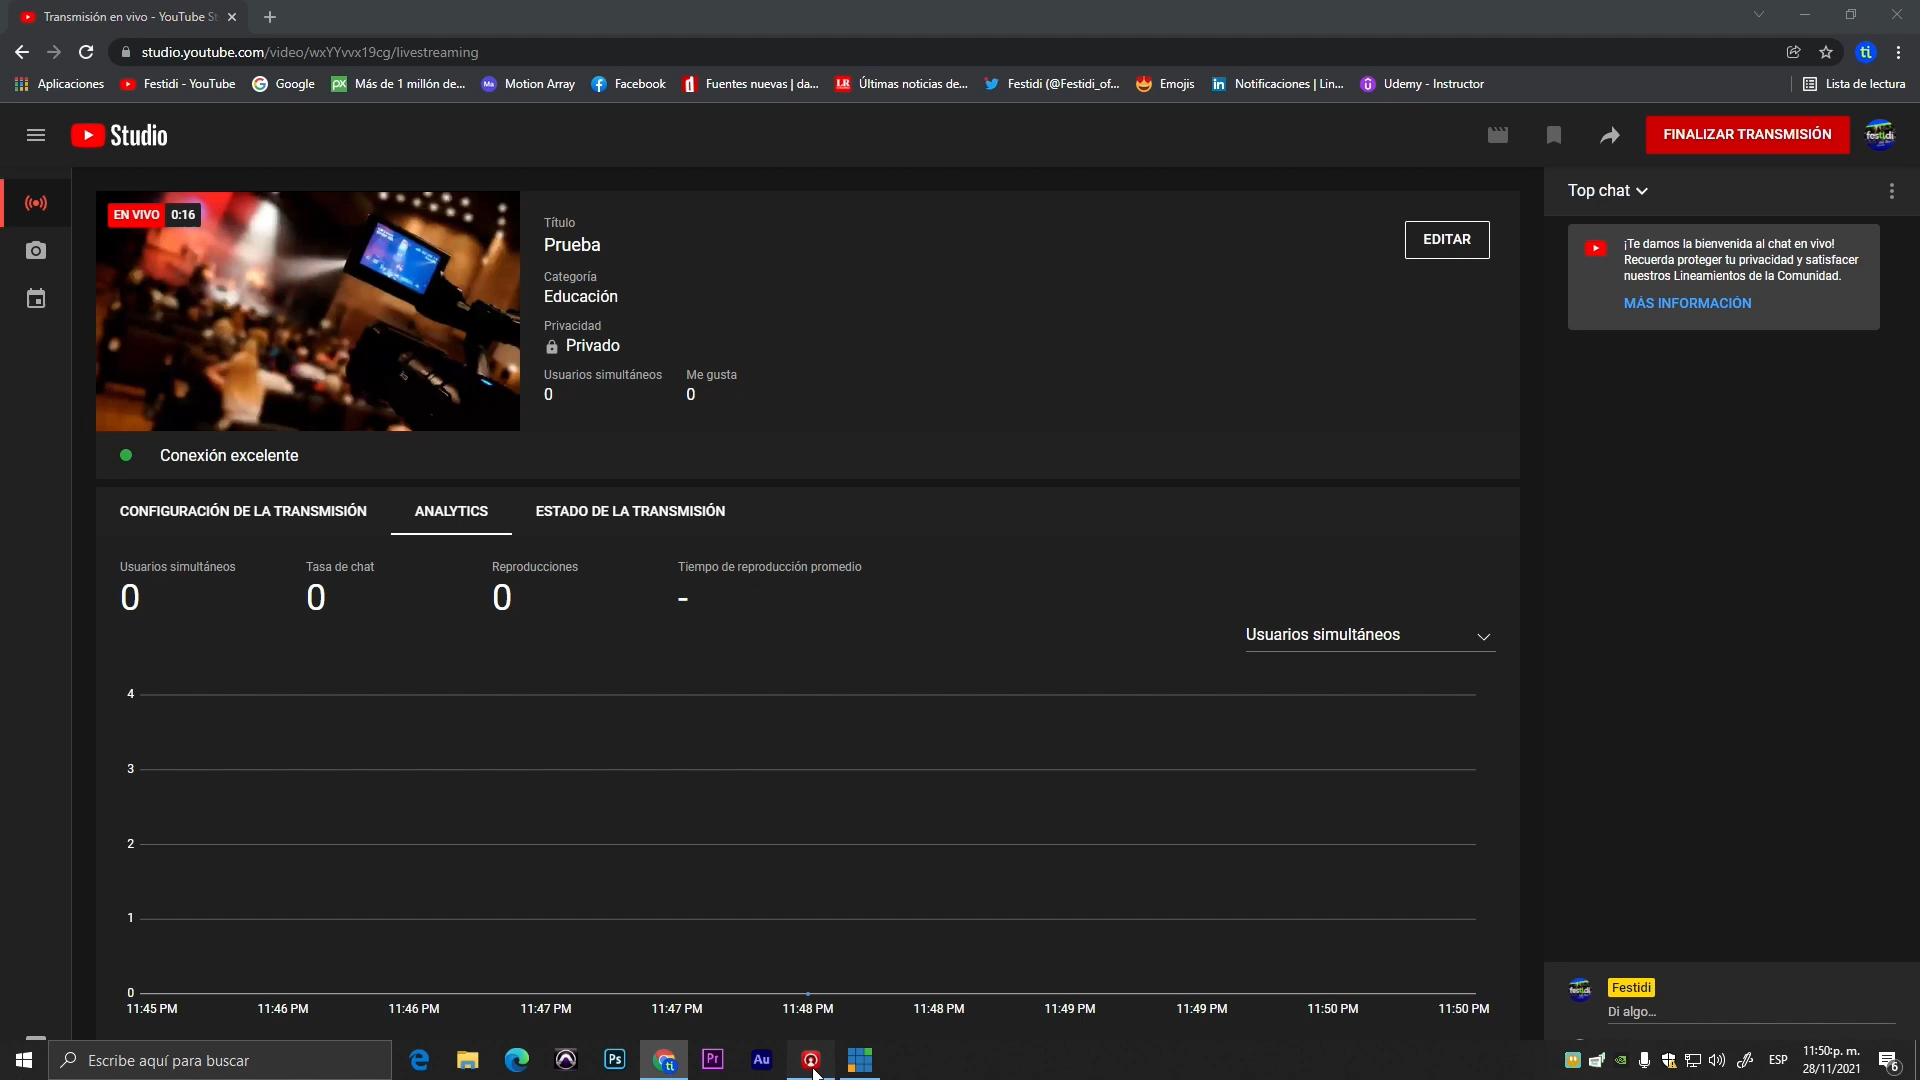 Transmisión en vivo - YouTube St
studio.youtube.com/video/wxYYvvx19cg/livestreaming
Aplicaciones
Festidi - YouTube
Google
Más de 1 millón de...
Motion Array
Facebook
Fuentes nuevas | da...
Últimas noticias de...
Festidi (@Festidi_of...
Emojis
Notificaciones | Lin...
Udemy - Instructor
Lista de lectura
Studio
FINALIZAR TRANSMISIÓN
festidi
EN VIVO 0:16
Título
Prueba
EDITAR
Categoría
Educación
Privacidad
Privado
Usuarios simultáneos Me gusta
0 0
Conexión excelente
CONFIGURACIÓN DE LA TRANSMISIÓN ANALYTICS ESTADO DE LA TRANSMISIÓN
Usuarios simultáneos Tasa de chat Reproducciones Tiempo de reproducción promedio
0 0 0 -
Usuarios simultáneos
4
3
2
1
0
11:45 PM 11:46 PM 11:46 PM 11:47 PM 11:47 PM 11:48 PM 11:48 PM 11:49 PM 11:49 PM 11:50 PM 11:50 PM
Top chat
¡Te damos la bienvenida al chat en vivo!
Recuerda proteger tu privacidad y satisfacer
nuestros Lineamientos de la Comunidad.
MÁS INFORMACIÓN
Festidi
Di algo...
Escribe aquí para buscar
Ps
ti
Pr
Au
ESP
11:50:p. m.
28/11/2021
6